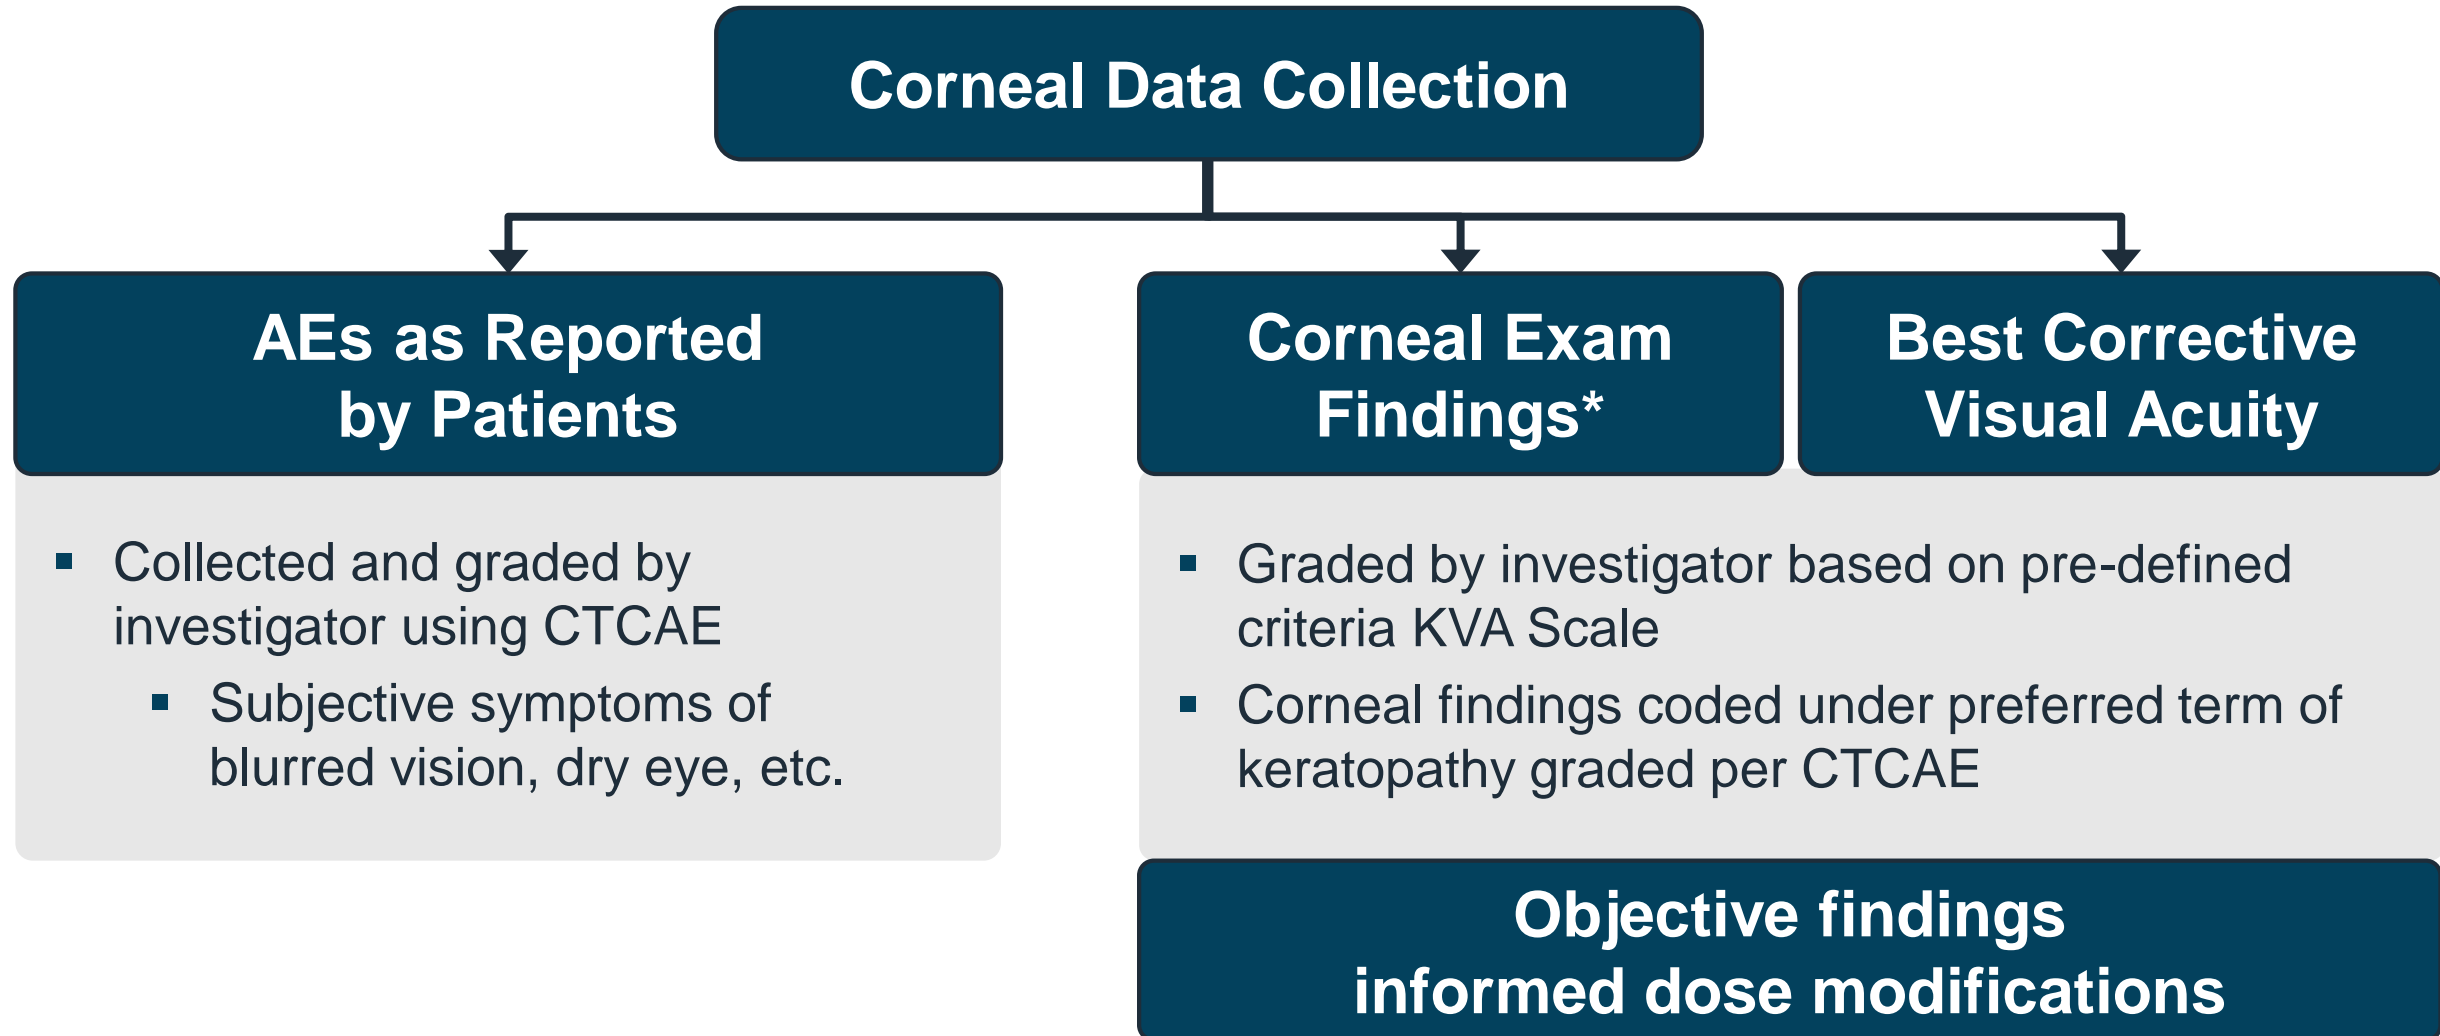 Corneal Data Collection
AEs as Reported
by Patients
▪ Collected and graded by
investigator using CTCAE
▪ Subjective symptoms of
blurred vision, dry eye, etc.
Corneal Exam
Findings*
Best Corrective
Visual Acuity
▪ Graded by investigator based on pre-defined
criteria KVA Scale
▪ Corneal findings coded under preferred term of
keratopathy graded per CTCAE
Objective findings
informed dose modifications